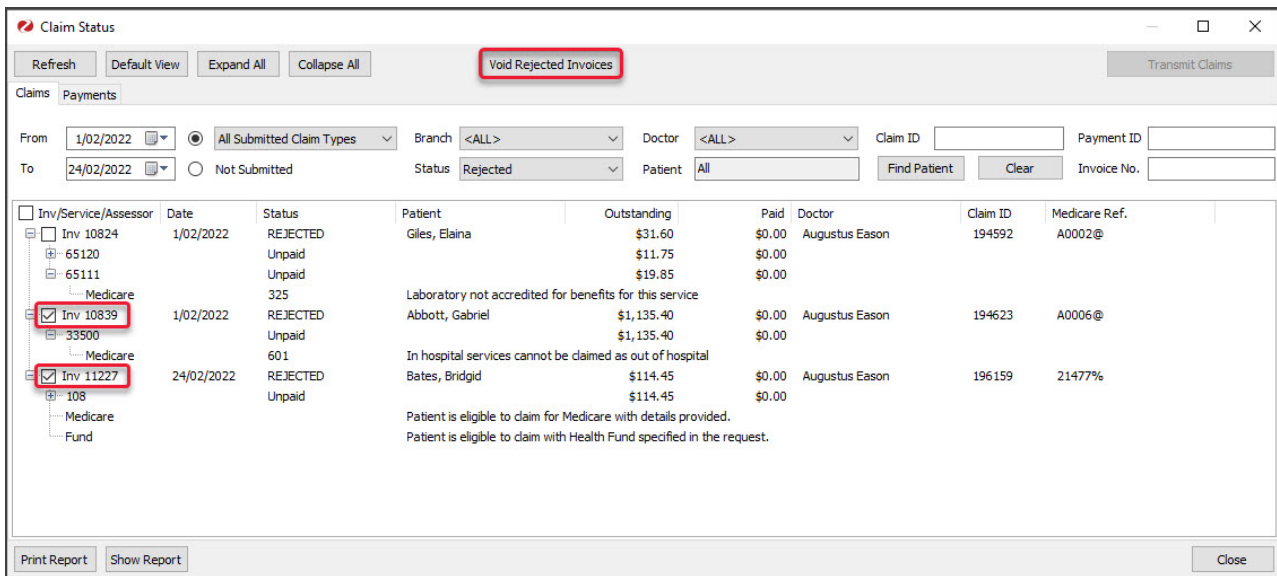 Claim Status
Refresh Default View Expand All Collapse All Void Rejected Invoices Transmit Claims
Claims Payments
From 1/02/2022 All Submitted Claim Types Branch <ALL> Doctor <ALL> Claim ID Payment ID
To 24/02/2022 Not Submitted Status Rejected Patient All Find Patient Clear Invoice No.
Inv/Service/Assessor Date Status Patient Outstanding Paid Doctor Claim ID Medicare Ref.
Inv 10824 1/02/2022 REJECTED Giles, Elaina $31.60 $0.00 Augustus Eason 194592 A0002@
65120 Unpaid $11.75 $0.00
65111 Unpaid $19.85 $0.00
Medicare 325 Laboratory not accredited for benefits for this service
Inv 10839 1/02/2022 REJECTED Abbott, Gabriel $1,135.40 $0.00 Augustus Eason 194623 A0006@
33500 Unpaid $1,135.40 $0.00
Medicare 601 In hospital services cannot be claimed as out of hospital
Inv 11227 24/02/2022 REJECTED Bates, Bridgid $114.45 $0.00 Augustus Eason 196159 21477%
108 Unpaid $114.45 $0.00
Medicare Patient is eligible to claim for Medicare with details provided.
Fund Patient is eligible to claim with Health Fund specified in the request.
Print Report Show Report Close